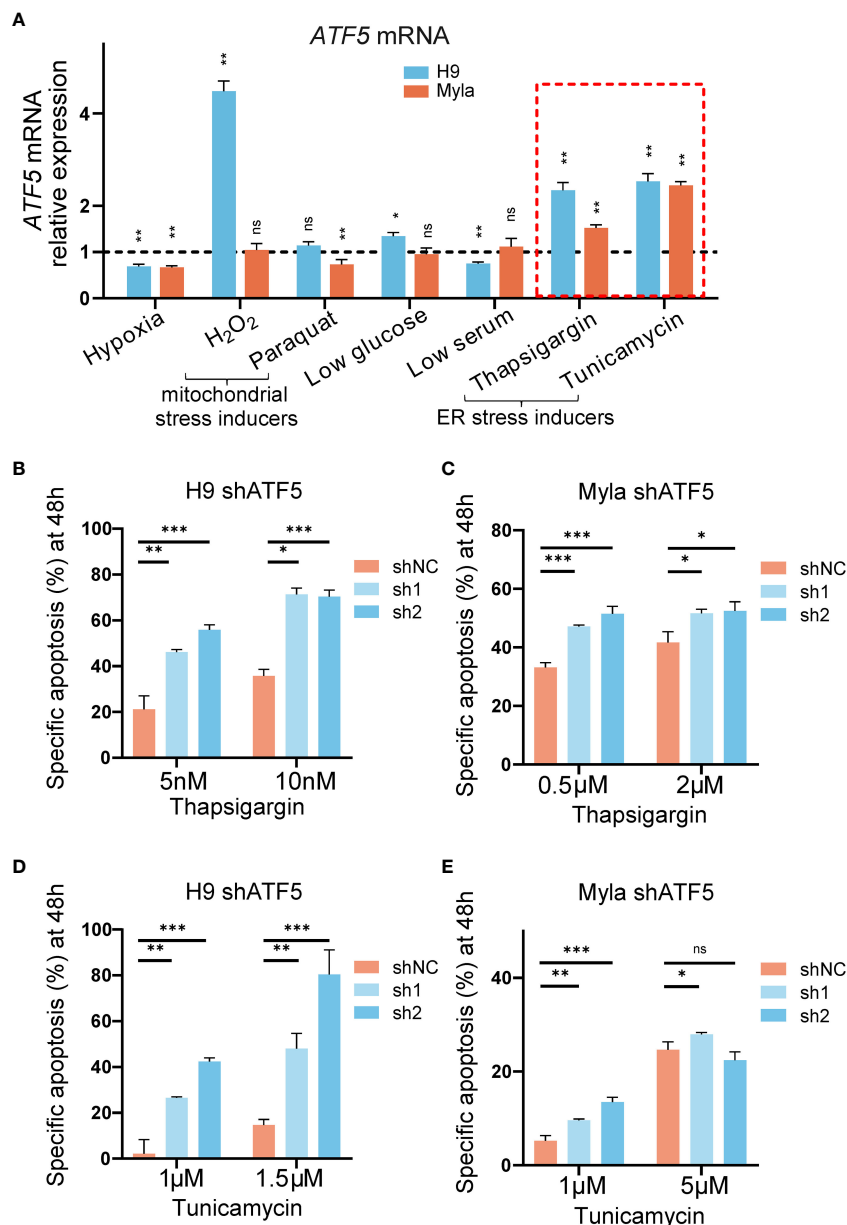 A
ATF5 mRNA
H9
Myla
ATF5 mRNA
relative expression
4
2
1
0
** ** ** ns ns ** * ns ** ns ** ** ** **
Hypoxia
H₂O₂
Paraquat
Low glucose
Low serum
Thapsigargin
Tunicamycin
mitochondrial
stress inducers
ER stress inducers
B
H9 shATF5
Specific apoptosis (%) at 48h
100
80
60
40
20
0
*** ***
** *
shNC
sh1
sh2
5nM 10nM
Thapsigargin
C
Myla shATF5
Specific apoptosis (%) at 48h
80
60
40
20
0
*** *
*** *
shNC
sh1
sh2
0.5μM 2μM
Thapsigargin
D
H9 shATF5
Specific apoptosis (%) at 48h
100
80
60
40
20
0
*** ***
** **
shNC
sh1
sh2
1μM 1.5μM
Tunicamycin
E
Myla shATF5
Specific apoptosis (%) at 48h
40
20
0
*** ns
** *
shNC
sh1
sh2
1μM 5μM
Tunicamycin